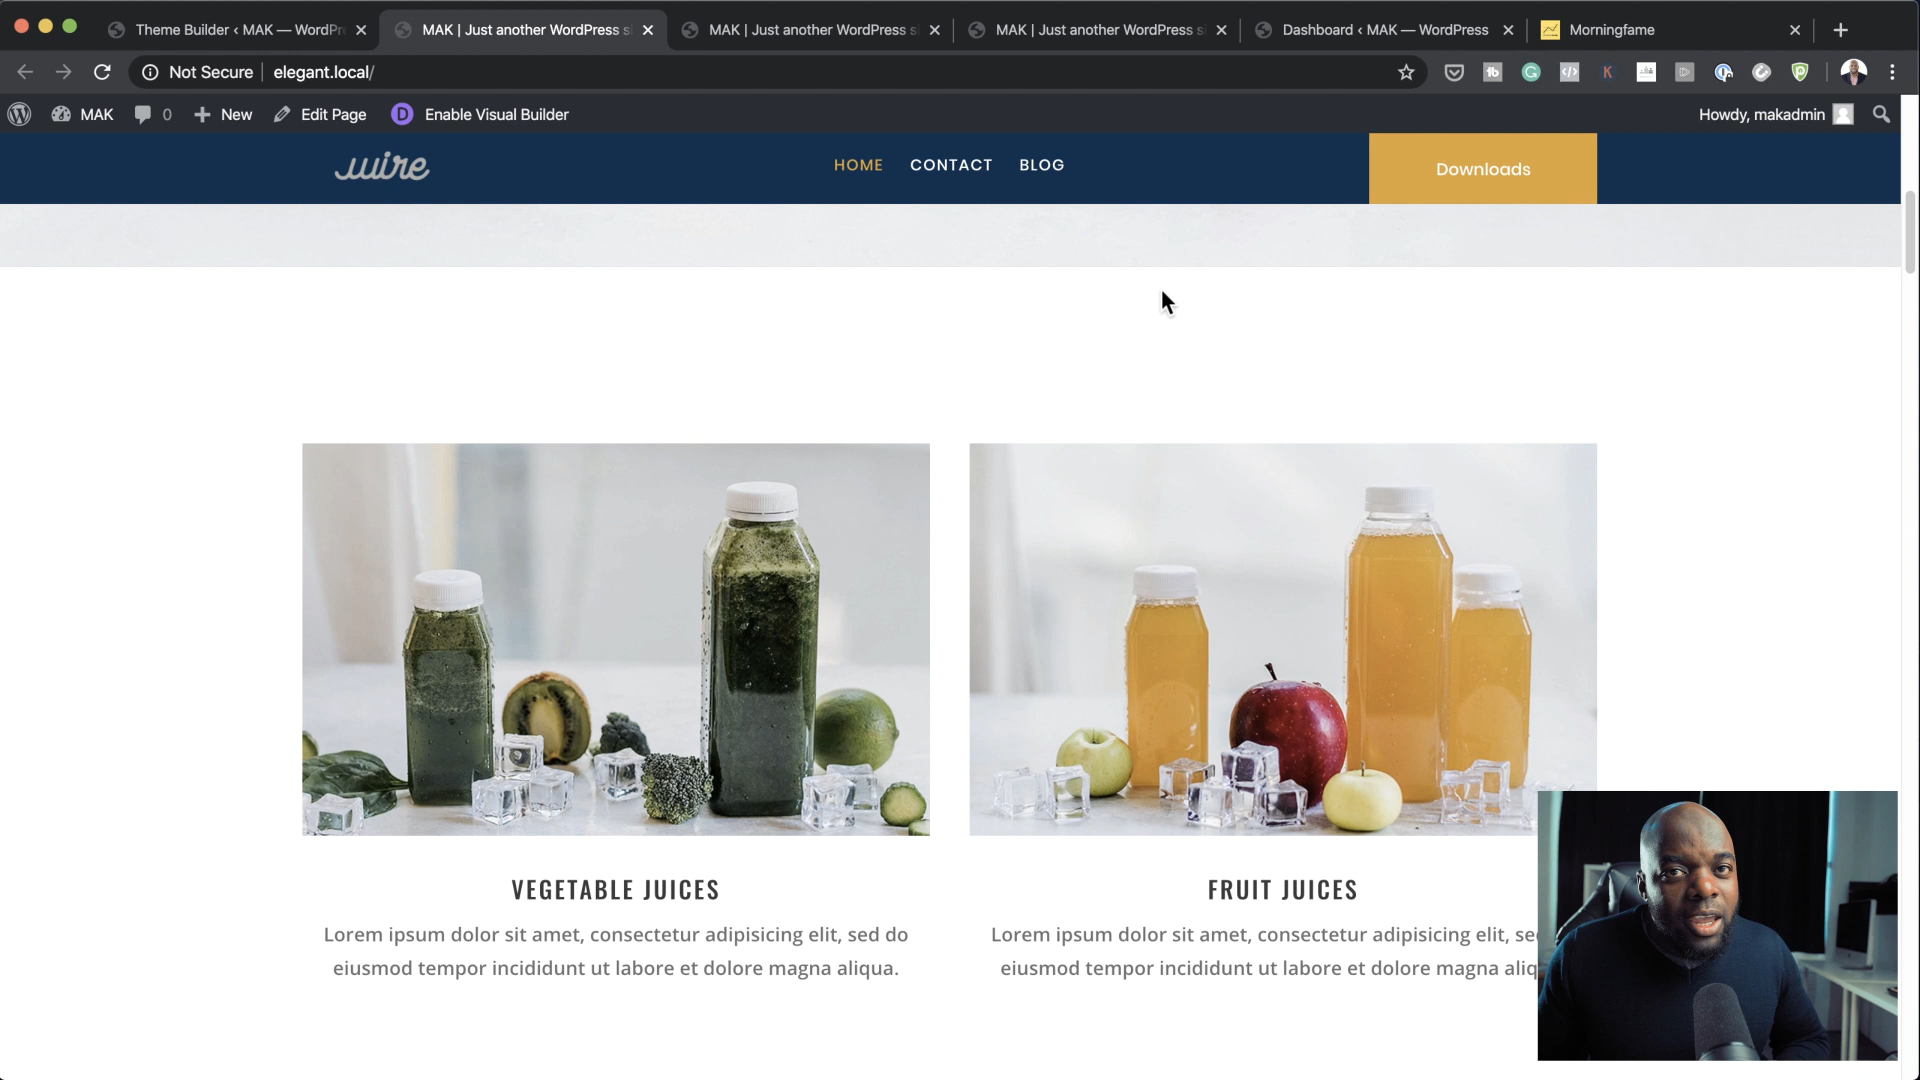 Theme Builder ‹ MAK — WordPr
MAK | Just another WordPress s
MAK | Just another WordPress s
MAK | Just another WordPress s
Dashboard ‹ MAK — WordPress
Morningfame
Not Secure
elegant.local/
MAK
0
New
Edit Page
Enable Visual Builder
Howdy, makadmin
wire
HOME
CONTACT
BLOG
Downloads
VEGETABLE JUICES
Lorem ipsum dolor sit amet, consectetur adipisicing elit, sed do
eiusmod tempor incididunt ut labore et dolore magna aliqua.
FRUIT JUICES
Lorem ipsum dolor sit amet, consectetur adipisicing elit, se
eiusmod tempor incididunt ut labore et dolore magna aliq